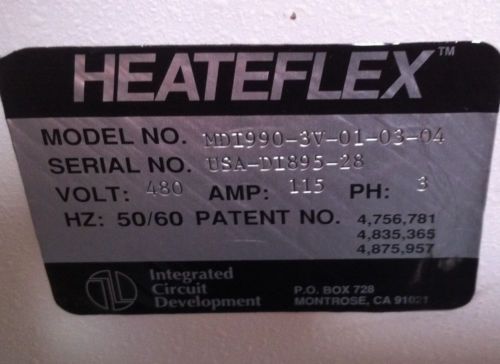 HEATEFLEX™
MODEL NO. MDT990-3V-01-03-04
SERIAL NO. USA-DI895-28
VOLT: 480 AMP: 115 PH: 3
HZ: 50/60 PATENT NO. 4,756,781
4,835,365
4,875,957
Integrated
Circuit
Development
P.O. BOX 728
MONTROSE, CA 91021